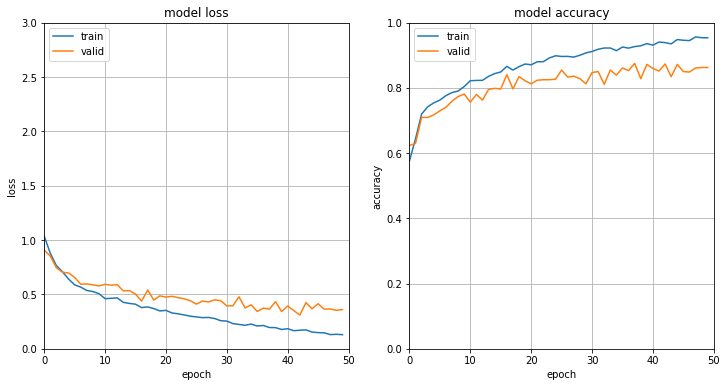 model loss
train
valid
3.0
2.5
2.0
1.5
1.0
0.5
0.0
loss
0 10 20 30 40 50
epoch
model accuracy
train
valid
1.0
0.8
0.6
0.4
0.2
0.0
accuracy
0 10 20 30 40 50
epoch